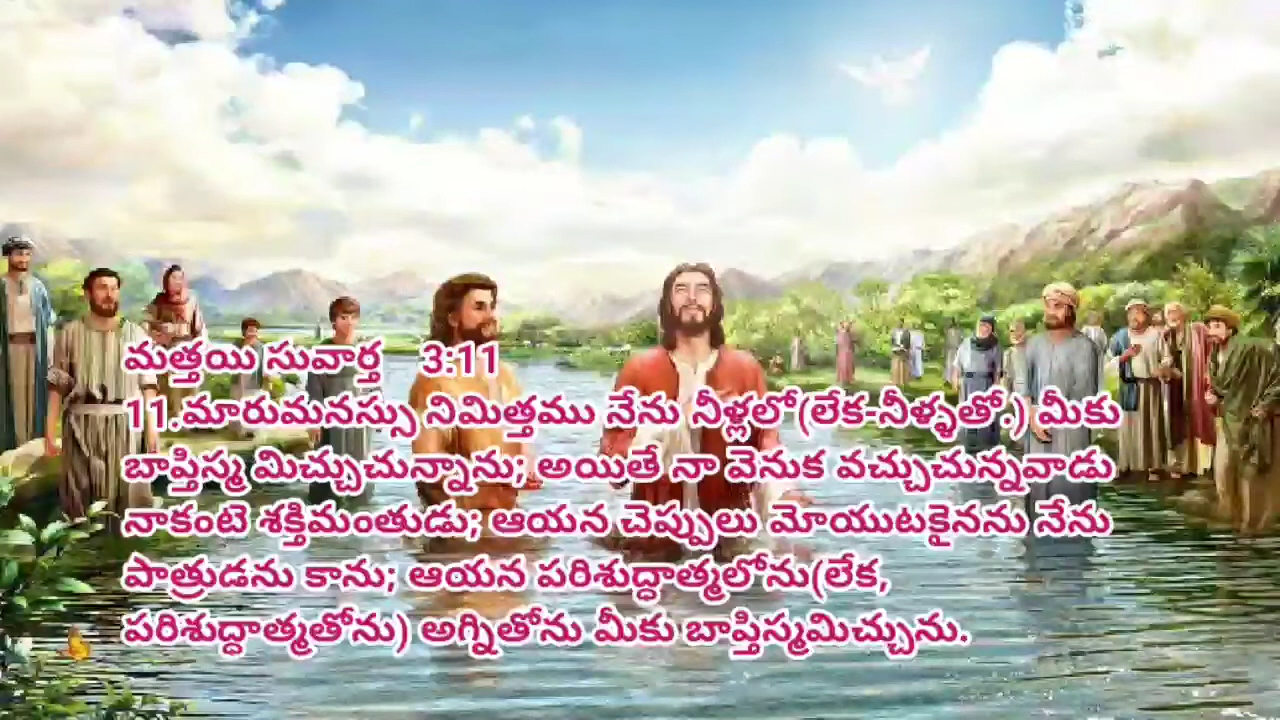 మత్తయి సువార్త 3:11
11.మారుమనస్సు నిమిత్తము నేను నీళ్లలో(లేక-నీళ్ళతో.) మీకు
బాప్తిస్మ మిచ్చుచున్నాను; అయితే నా వెనుక వచ్చుచున్నవాడు
నాకంటె శక్తిమంతుడు; ఆయన చెప్పులు మోయుటకైనను నేను
పాత్రుడను కాను; ఆయన పరిశుద్ధాత్మలోను(లేక,
పరిశుద్ధాత్మతోను) అగ్నితోను మీకు బాప్తిస్మమిచ్చును.